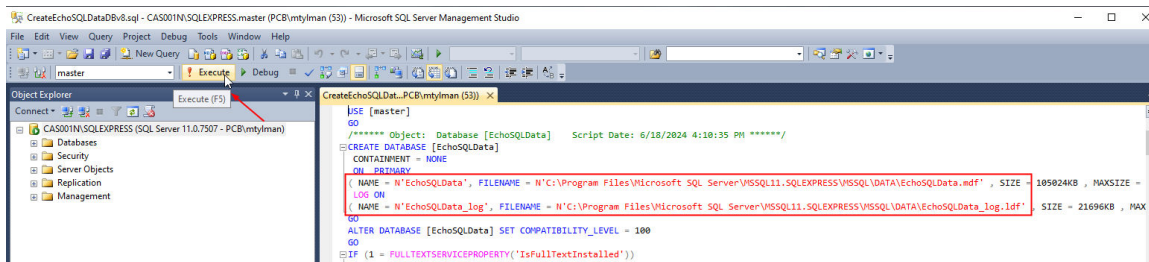 CreateEchoSQLDataDBv8.sql - CAS001N\SQLEXPRESS.master (PCB\mtylman (53)) - Microsoft SQL Server Management Studio
File Edit View Query Project Debug Tools Window Help
New Query
master Execute Debug
Object Explorer
Execute (F5)
CreateEchoSQLDat...PCB\mtylman (53))
Connect
CAS001N\SQLEXPRESS (SQL Server 11.0.7507 - PCB\mtylman)
Databases
Security
Server Objects
Replication
Management
USE [master]
GO
/****** Object: Database [EchoSQLData] Script Date: 6/18/2024 4:10:35 PM ******/
CREATE DATABASE [EchoSQLData]
CONTAINMENT = NONE
ON PRIMARY
( NAME = N'EchoSQLData', FILENAME = N'C:\Program Files\Microsoft SQL Server\MSSQL11.SQLEXPRESS\MSSQL\DATA\EchoSQLData.mdf' , SIZE = 105024KB , MAXSIZE =
LOG ON
( NAME = N'EchoSQLData_log', FILENAME = N'C:\Program Files\Microsoft SQL Server\MSSQL11.SQLEXPRESS\MSSQL\DATA\EchoSQLData_log.ldf' , SIZE = 21696KB , MAX
GO
ALTER DATABASE [EchoSQLData] SET COMPATIBILITY_LEVEL = 100
GO
IF (1 = FULLTEXTSERVICEPROPERTY('IsFullTextInstalled'))